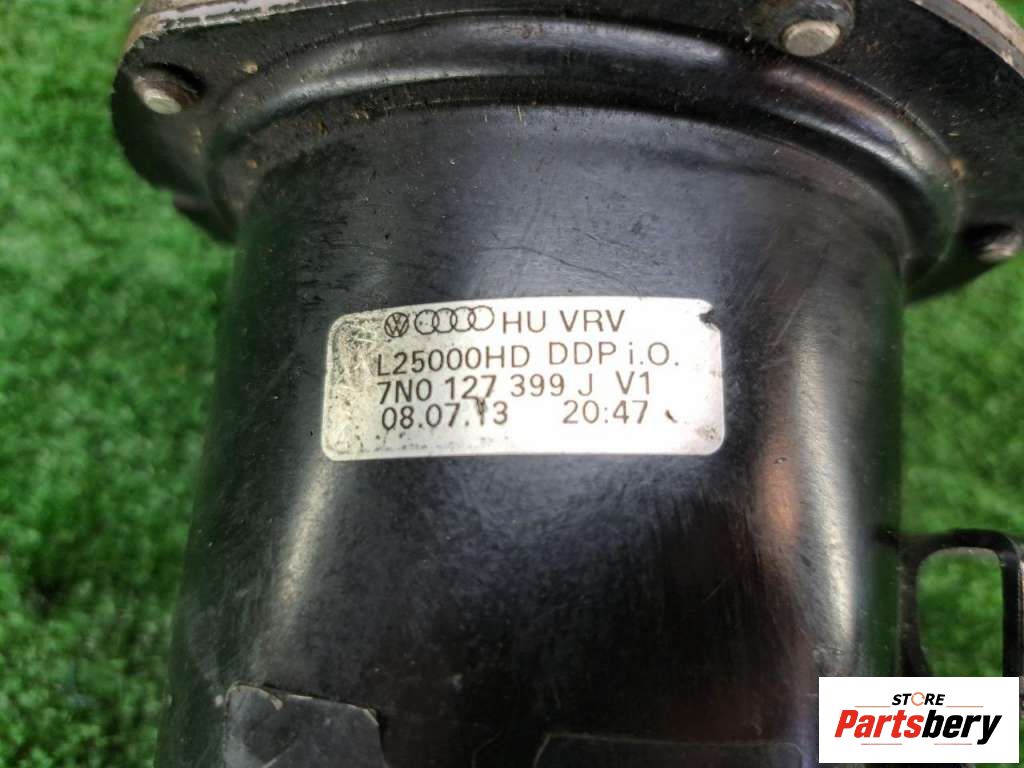 HU VRV
L25000HD DDP i.O.
7N0 127 399 J V1
08.07.13 20:47
STORE
Partsbery